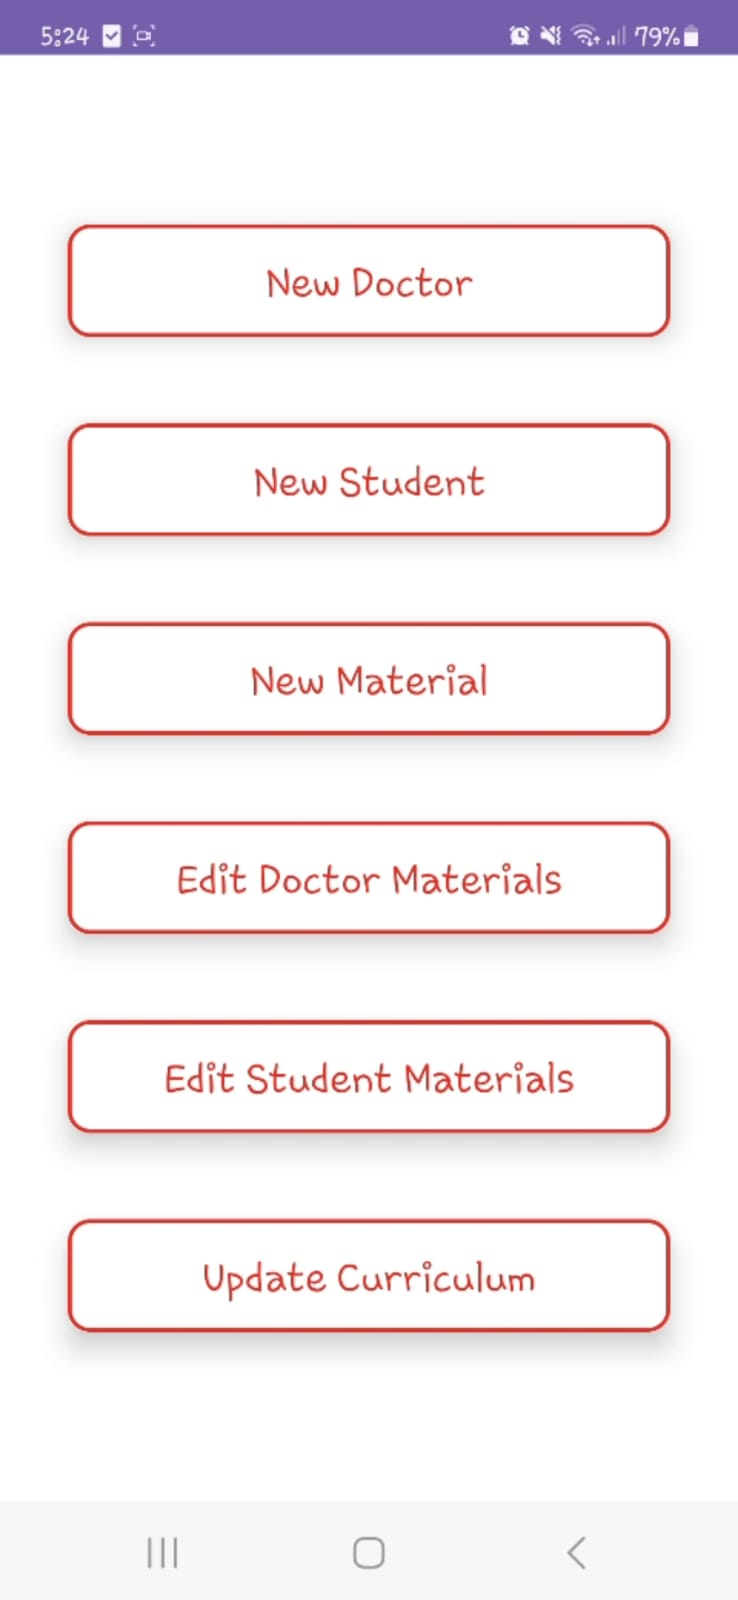 5:24 79%
New Doctor
New Student
New Material
Edit Doctor Materials
Edit Student Materials
Update Curriculum